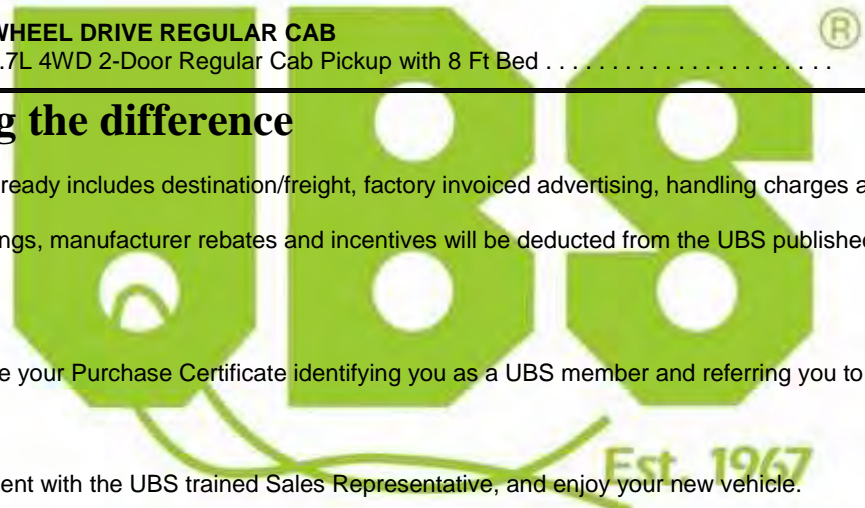 WHEEL DRIVE REGULAR CAB
.7L 4WD 2-Door Regular Cab Pickup with 8 Ft Bed . . . . . . . . . . . . . . . . . . . . . .
g the difference
ready includes destination/freight, factory invoiced advertising, handling charges a
ngs, manufacturer rebates and incentives will be deducted from the UBS published
e your Purchase Certificate identifying you as a UBS member and referring you to
ent with the UBS trained Sales Representative, and enjoy your new vehicle.
UBS®
Est. 1967